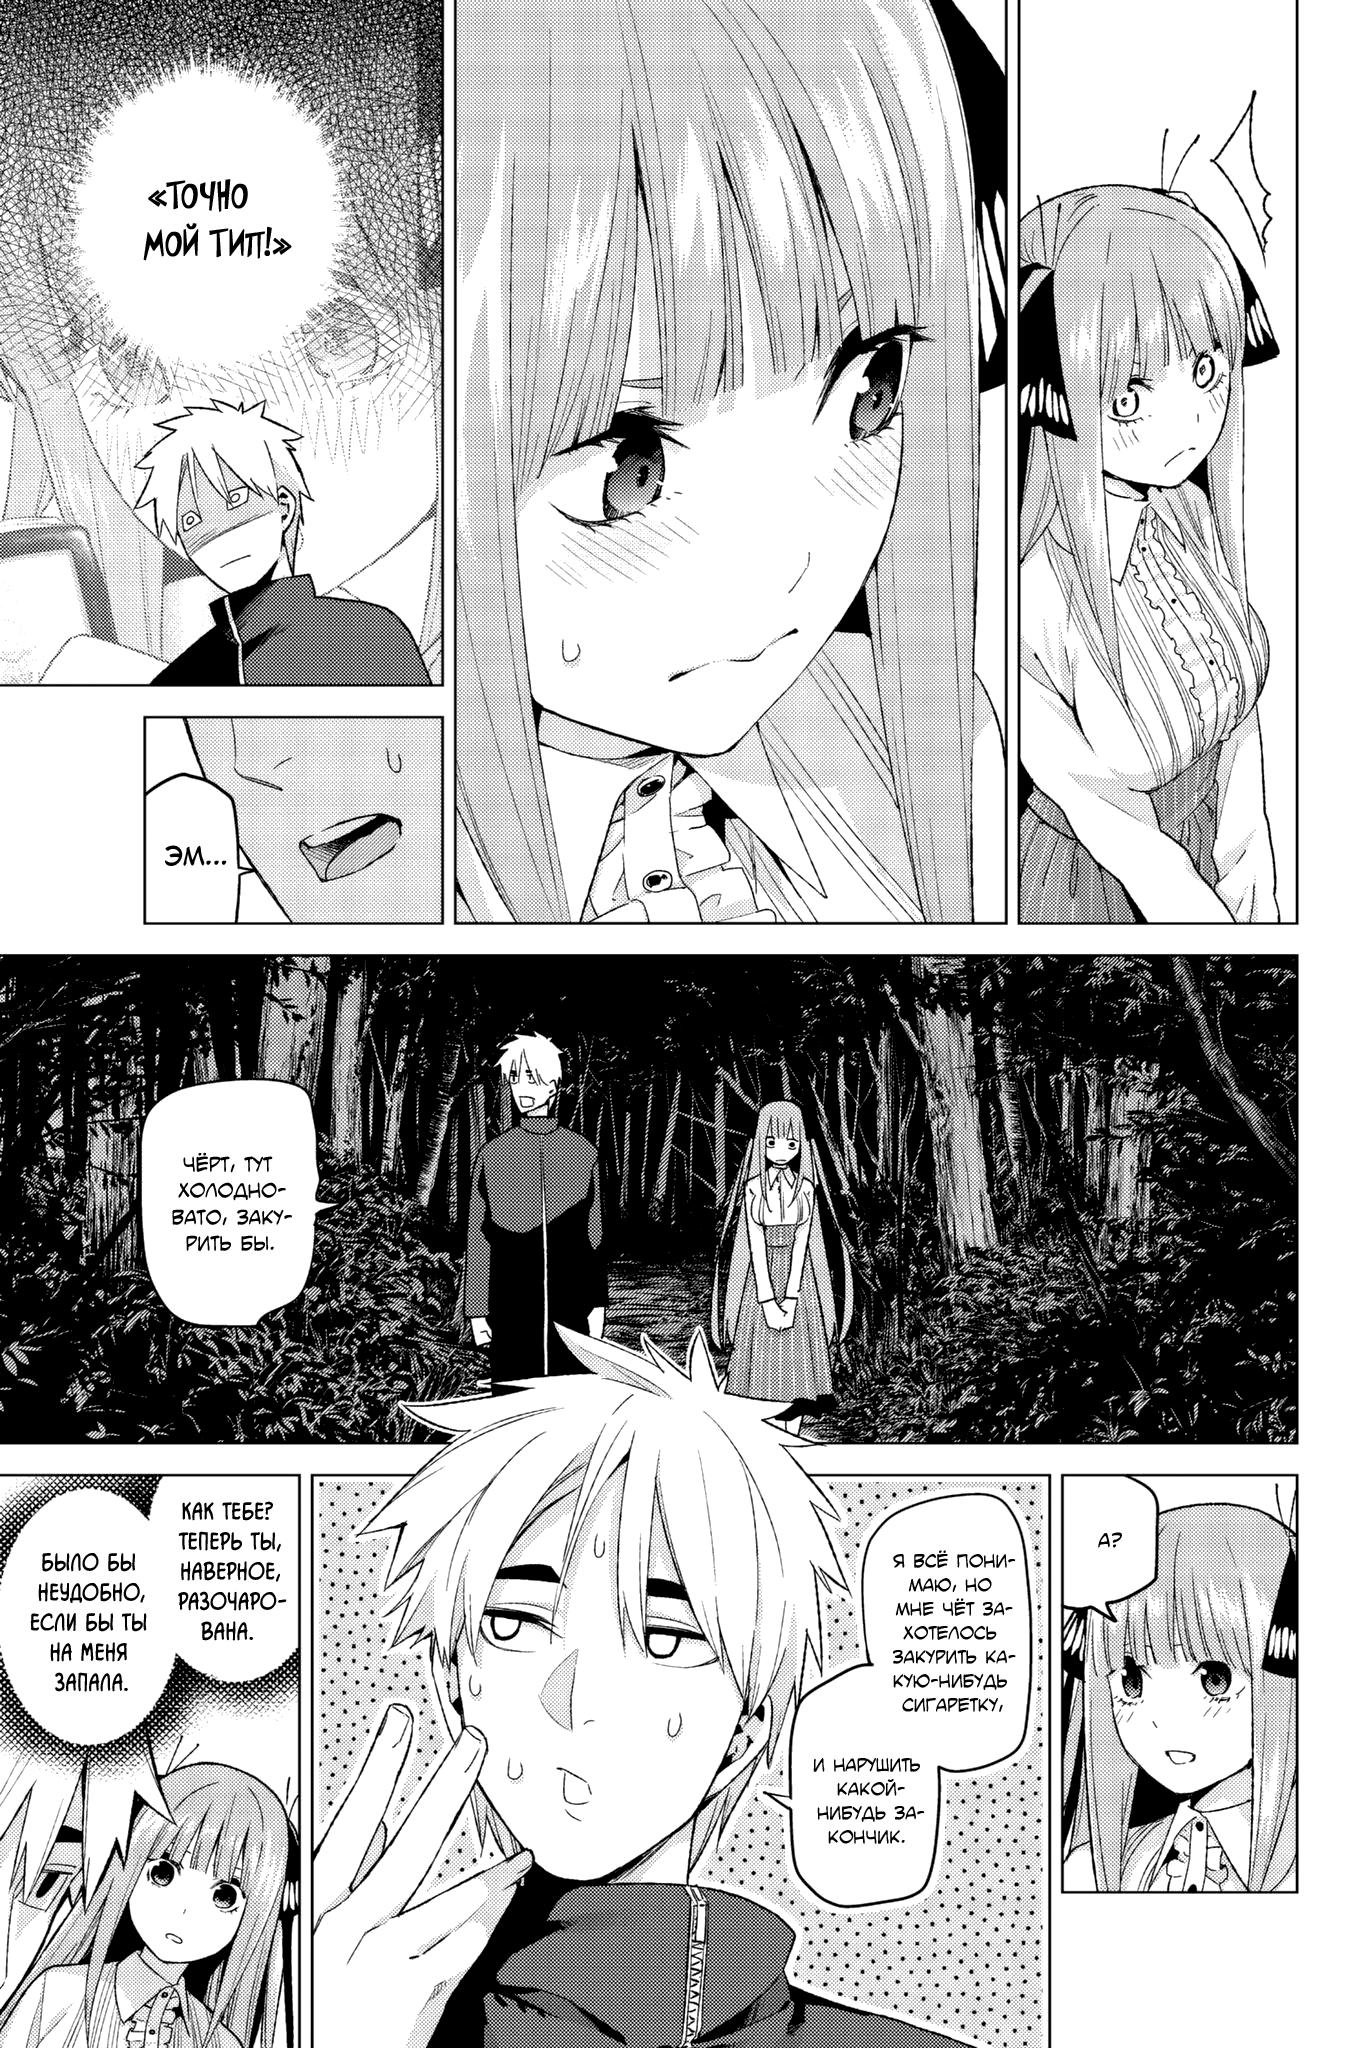 «ТОЧНО
МОЙ ТИП!»
ЭМ...
ЧЁРТ, ТУТ
ХОЛОДНО-
ВАТО, ЗАКУ-
РИТЬ БЫ.
А?
Я ВСЁ ПОНИ-
МАЮ, НО
МНЕ ЧЁТ ЗА-
ХОТЕЛОСЬ
ЗАКУРИТЬ КА-
КУЮ-НИБУДЬ
СИГАРЕТКУ,
И НАРУШИТЬ
КАКОЙ-
НИБУДЬ ЗА-
КОНЧИК.
КАК ТЕБЕ?
ТЕПЕРЬ ТЫ,
НАВЕРНОЕ,
РАЗОЧАРО-
ВАНА.
БЫЛО БЫ
НЕУДОБНО,
ЕСЛИ БЫ ТЫ
НА МЕНЯ
ЗАПАЛА.